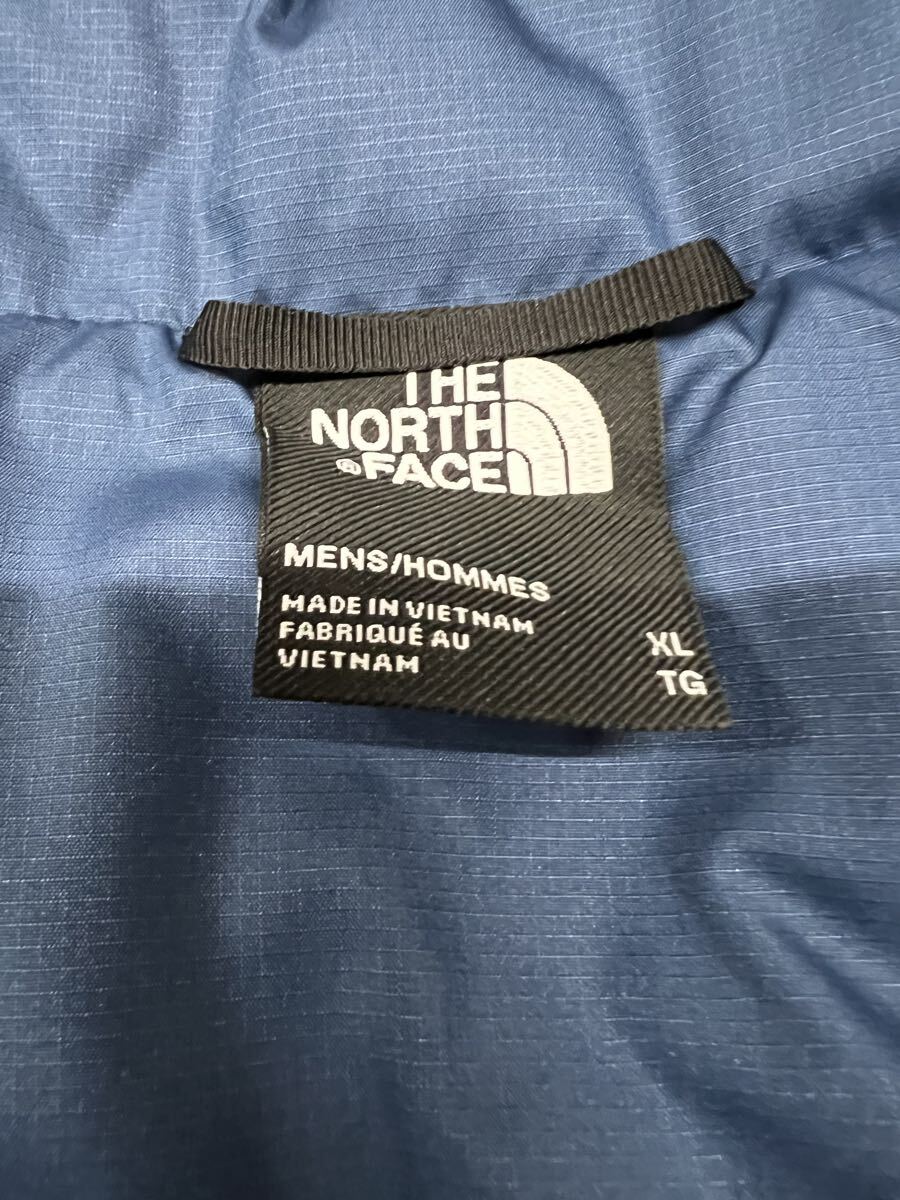 THE
NORTH
® FACE
MENS/HOMMES
MADE IN VIETNAM
FABRIQUÉ AU
VIETNAM
XL
TG